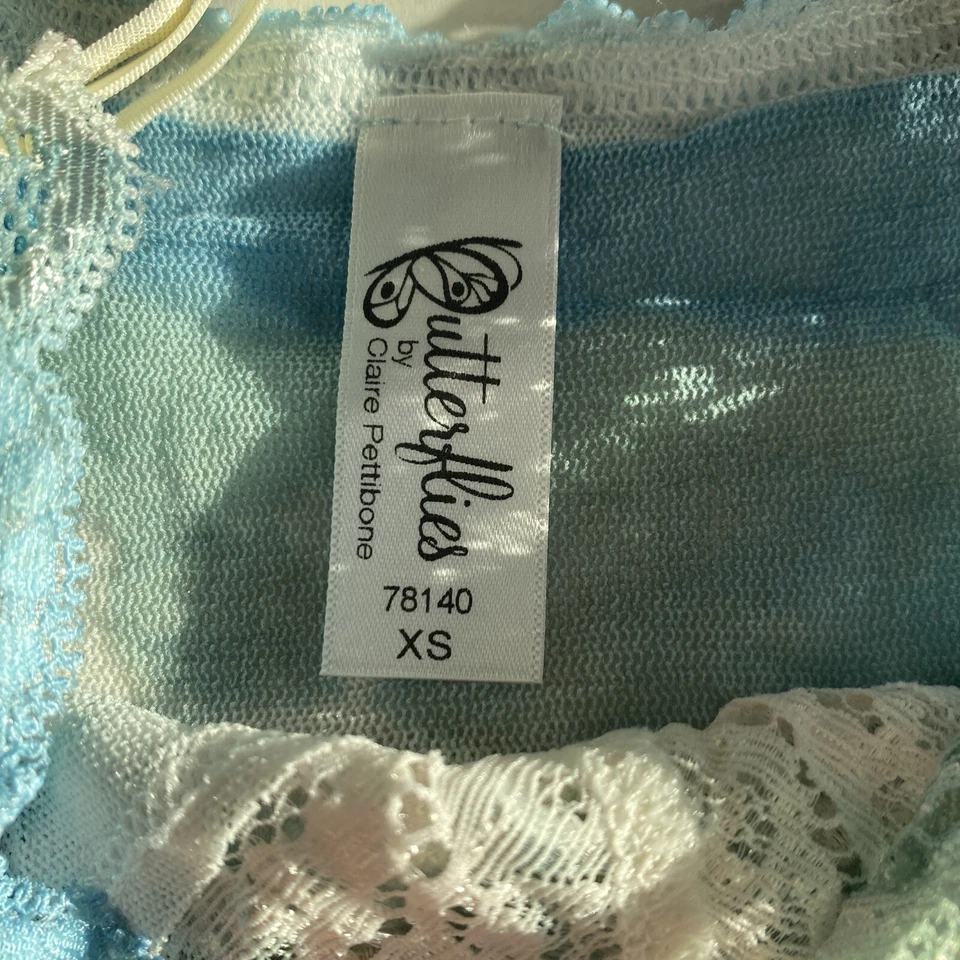 Butterflies
by
Claire Pettibone
78140
XS